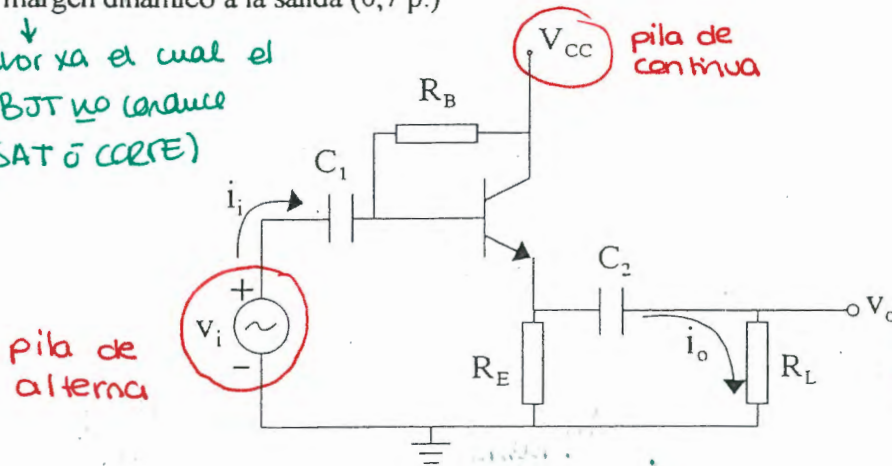 margen dinámico a la salida (0,7 p.)
↓
xa el cual el
BJT no conduce
SAT ó CORTE)
VCC
pila de
continua
RB
C1
ii
+
vi
-
pila de
alterna
C2
RE
io
RL
vo